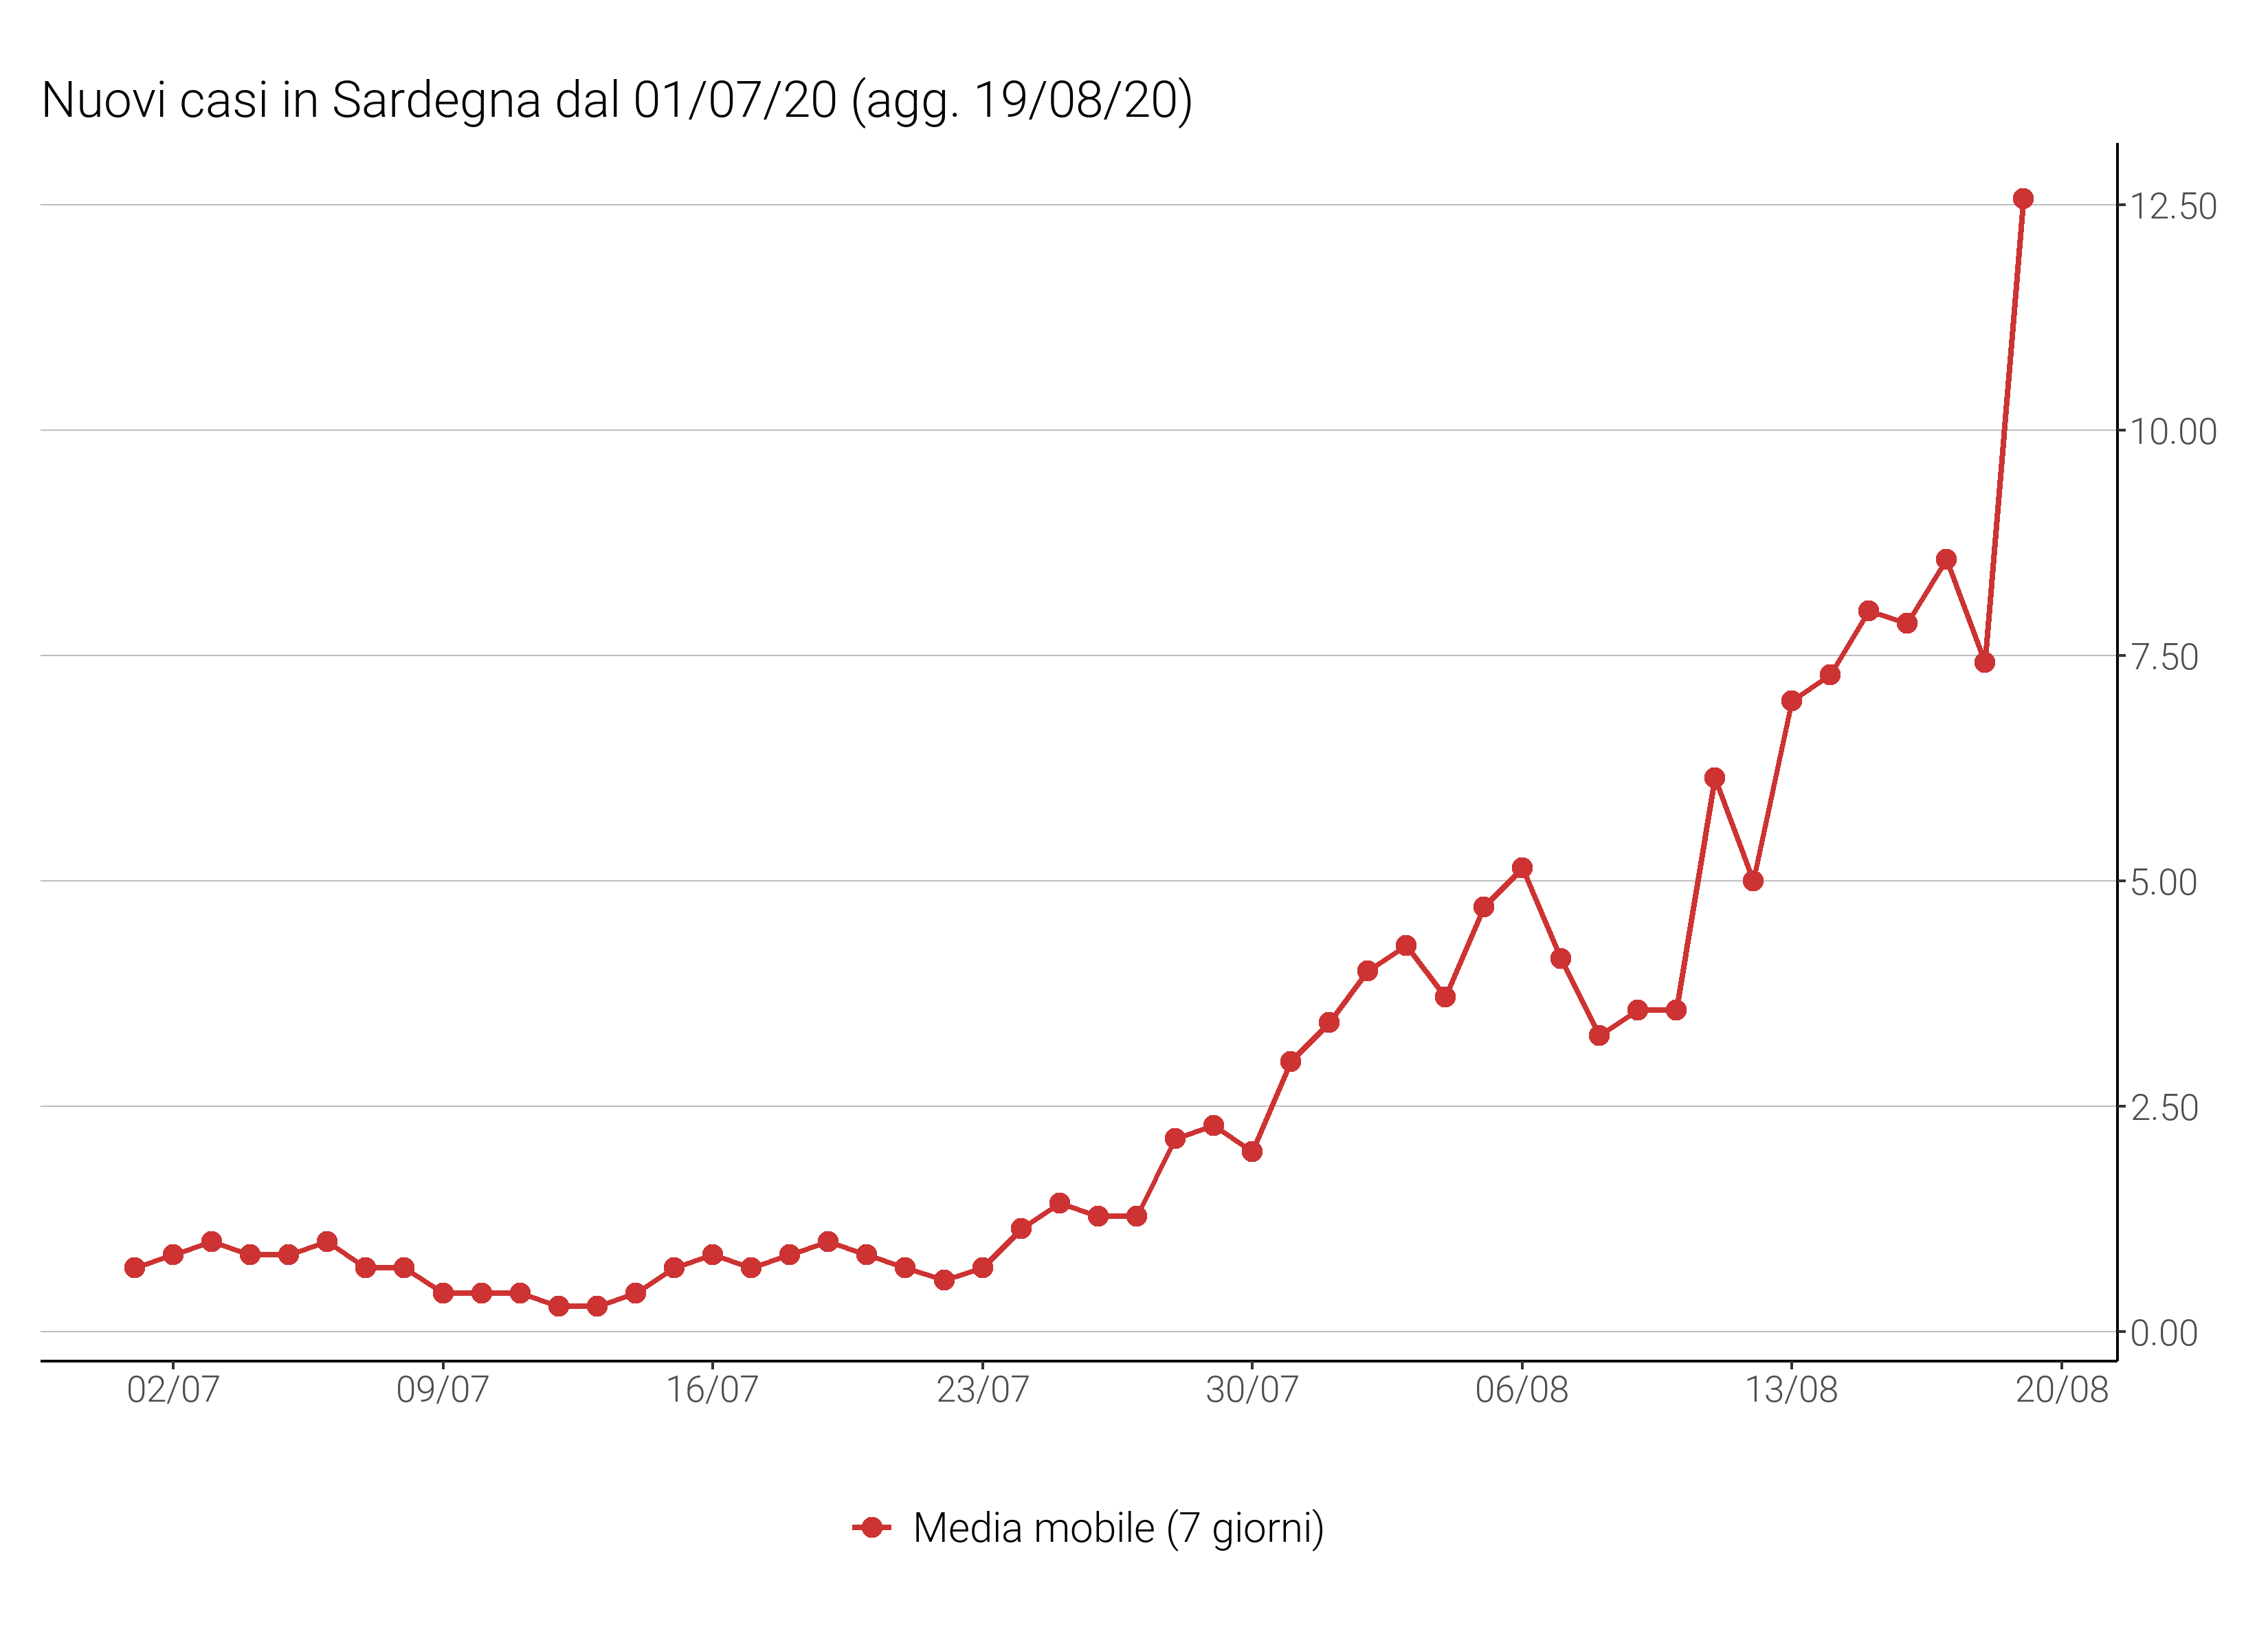 Nuovi casi in Sardegna dal 01/07/20 (agg. 19/08/20)
12.50
10.00
7.50
5.00
2.50
0.00
02/07 09/07 16/07 23/07 30/07 06/08 13/08 20/08
Media mobile (7 giorni)